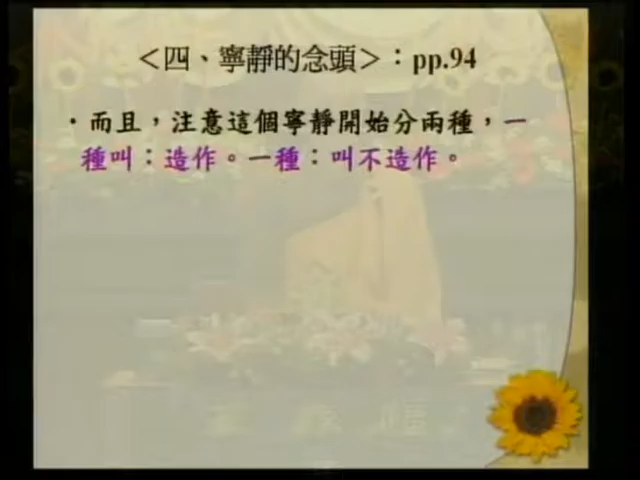 <四、寧靜的念頭>：pp.94
·而且，注意這個寧靜開始分兩種，一
種叫：造作。一種：叫不造作。